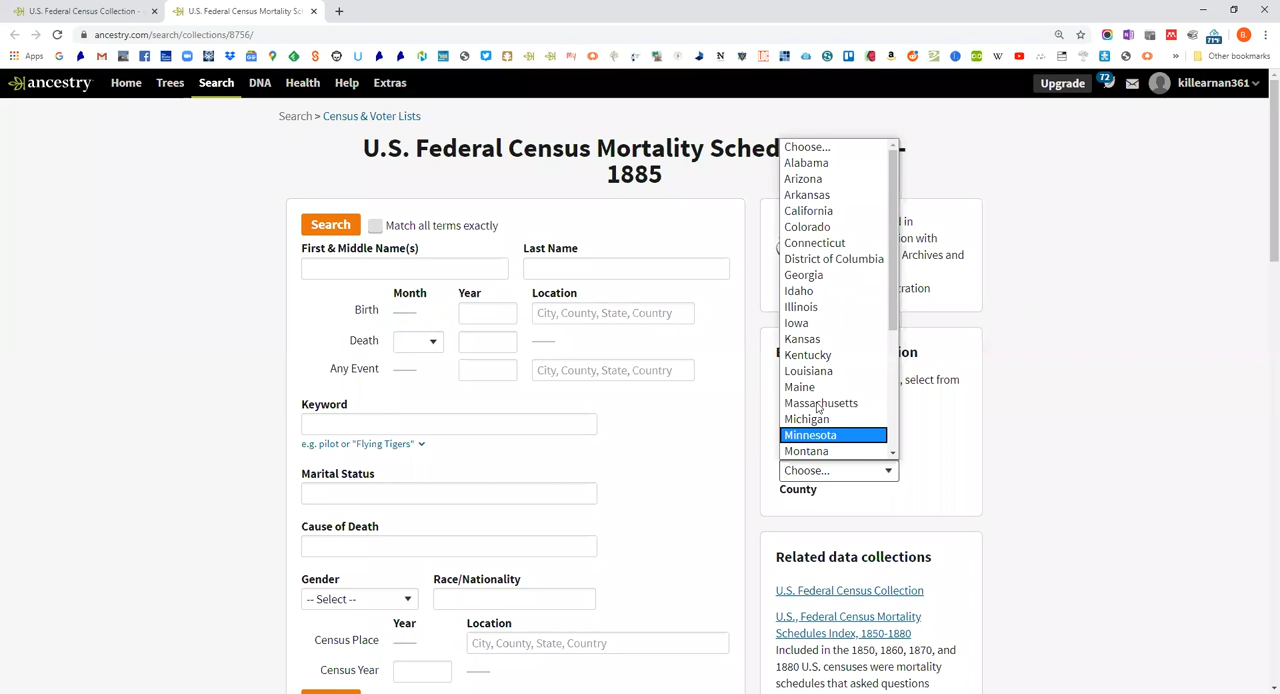 U.S. Federal Census Collection -
U.S. Federal Census Mortality Sc
ancestry.com/search/collections/8756/
Apps
Other bookmarks
ancestry
Home
Trees
Search
DNA
Health
Help
Extras
Upgrade
72
killearnan361
Search > Census & Voter Lists
U.S. Federal Census Mortality Sched
1885
Search
Match all terms exactly
First & Middle Name(s)
Last Name
Month
Year
Location
Birth
City, County, State, Country
Death
Any Event
City, County, State, Country
Keyword
e.g. pilot or "Flying Tigers"
Marital Status
Cause of Death
Gender
Race/Nationality
-- Select --
Year
Location
Census Place
City, County, State, Country
Census Year
Choose...
Alabama
Arizona
Arkansas
California
Colorado
Connecticut
District of Columbia
Georgia
Idaho
Illinois
Iowa
Kansas
Kentucky
Louisiana
Maine
Massachusetts
Michigan
Minnesota
Montana
Choose...
County
d in
ion with
Archives and
ration
ion
, select from
Related data collections
U.S. Federal Census Collection
U.S., Federal Census Mortality
Schedules Index, 1850-1880
Included in the 1850, 1860, 1870, and
1880 U.S. censuses were mortality
schedules that asked questions